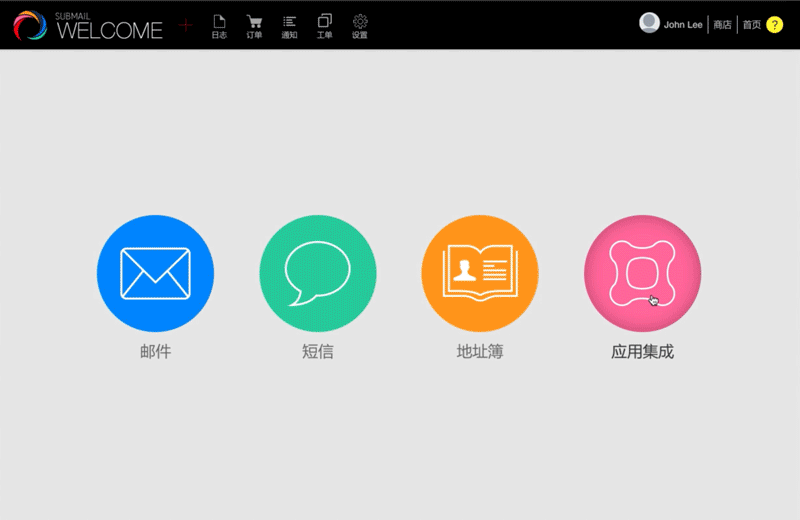 SUBMAIL
WELCOME
日志
订单
通知
工单
设置
John Lee
商店
首页
?
邮件
短信
地址簿
应用集成